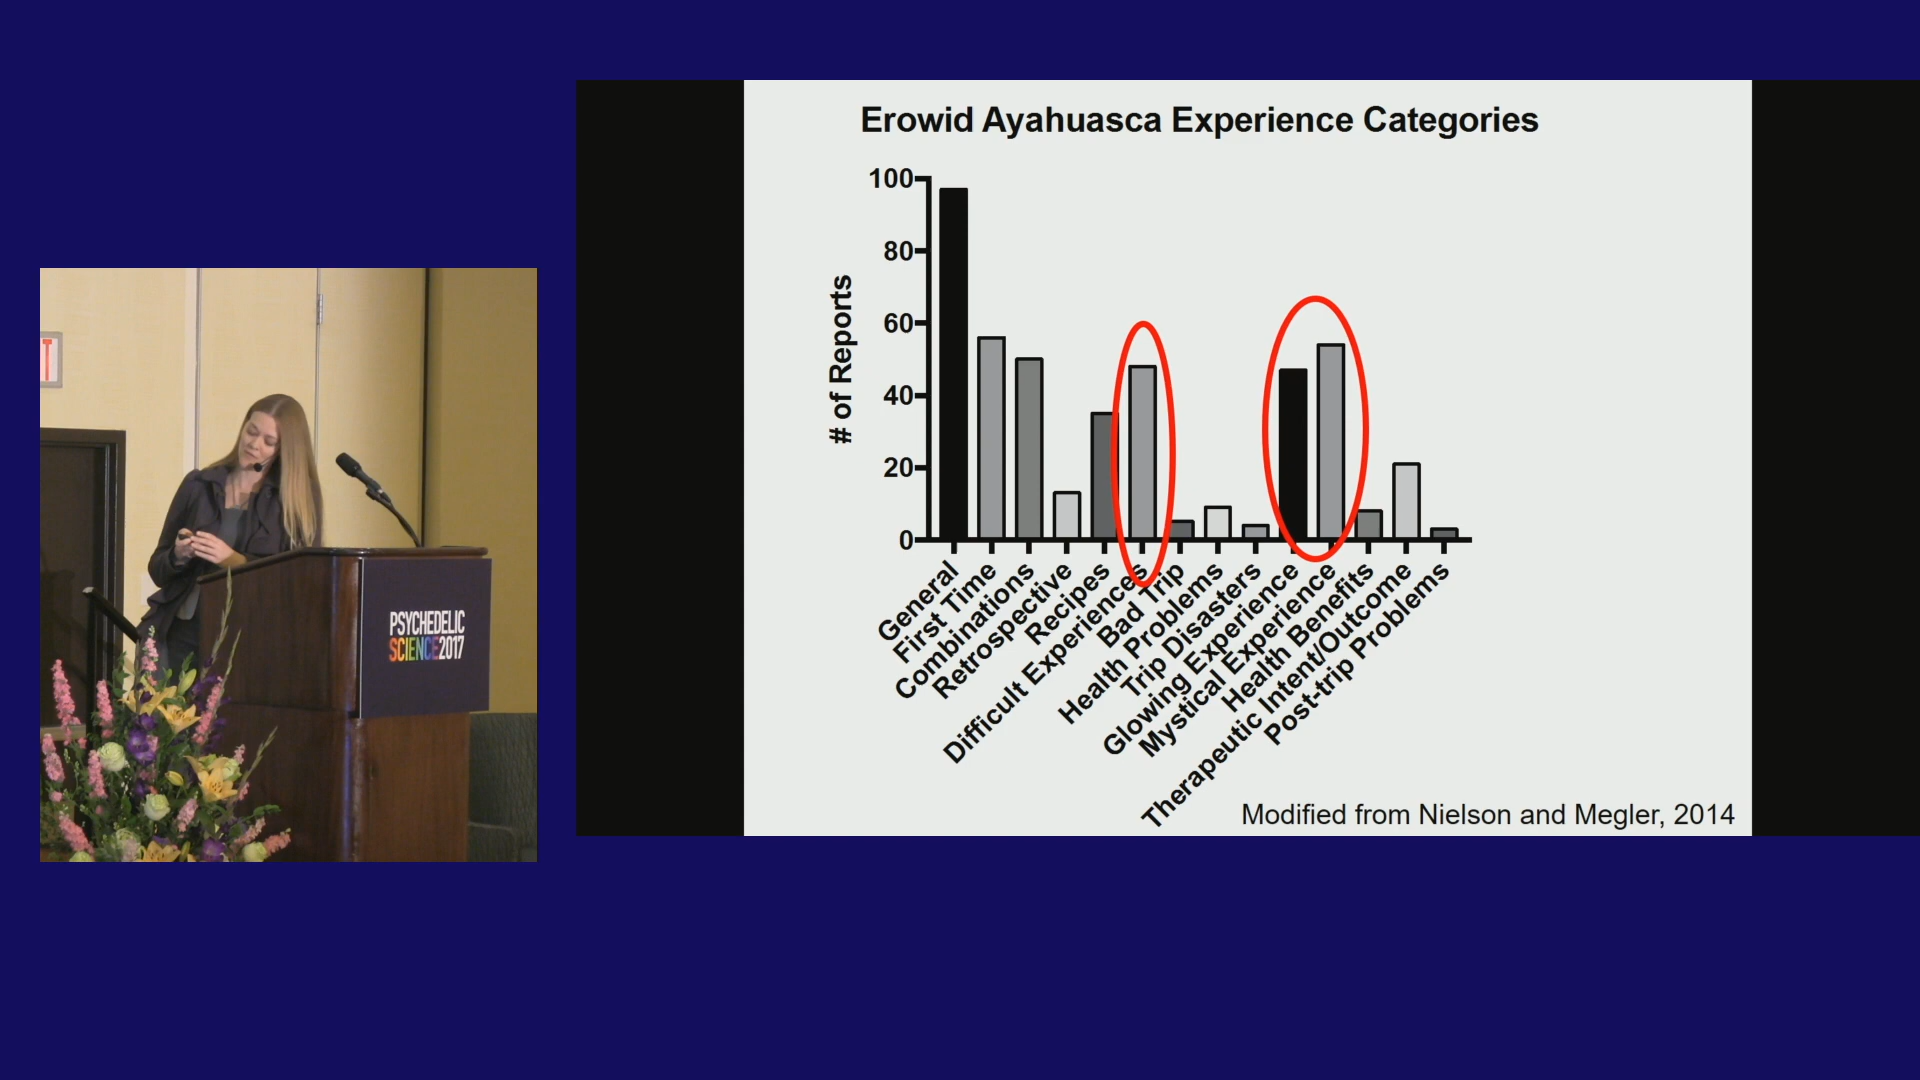 Erowid Ayahuasca Experience Categories
# of Reports
100
80
60
40
20
0
General
First Time
Combinations
Retrospective
Recipes
Difficult Experiences
Bad Trip
Health Problems
Trip Disasters
Glowing Experience
Mystical Experience
Health Benefits
Therapeutic Intent/Outcome
Post-trip Problems
Modified from Nielson and Megler, 2014
T
PSYCHEDELIC
SCIENCE2017